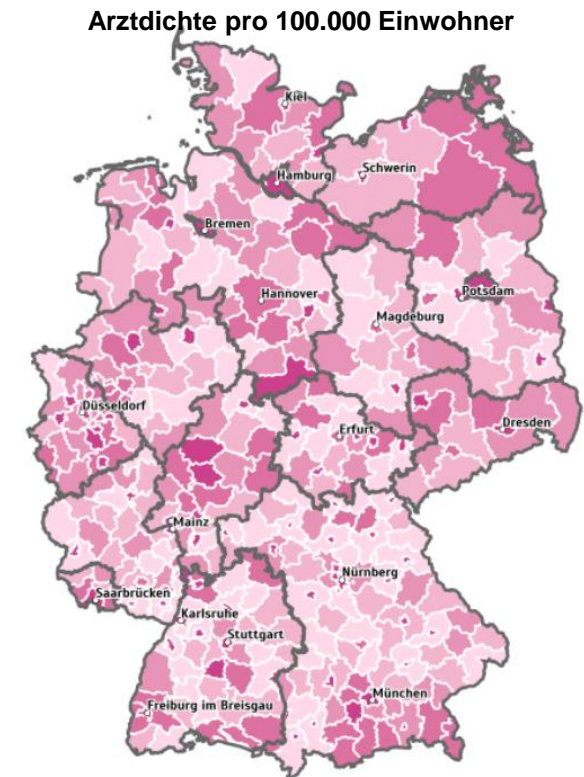 Arztdichte pro 100.000 Einwohner
Kiel
Hamburg
Schwerin
Bremen
Hannover
Potsdam
Magdeburg
Düsseldorf
Erfurt
Dresden
Mainz
Saarbrücken
Nürnberg
Karlsruhe
Stuttgart
München
Freiburg im Breisgau